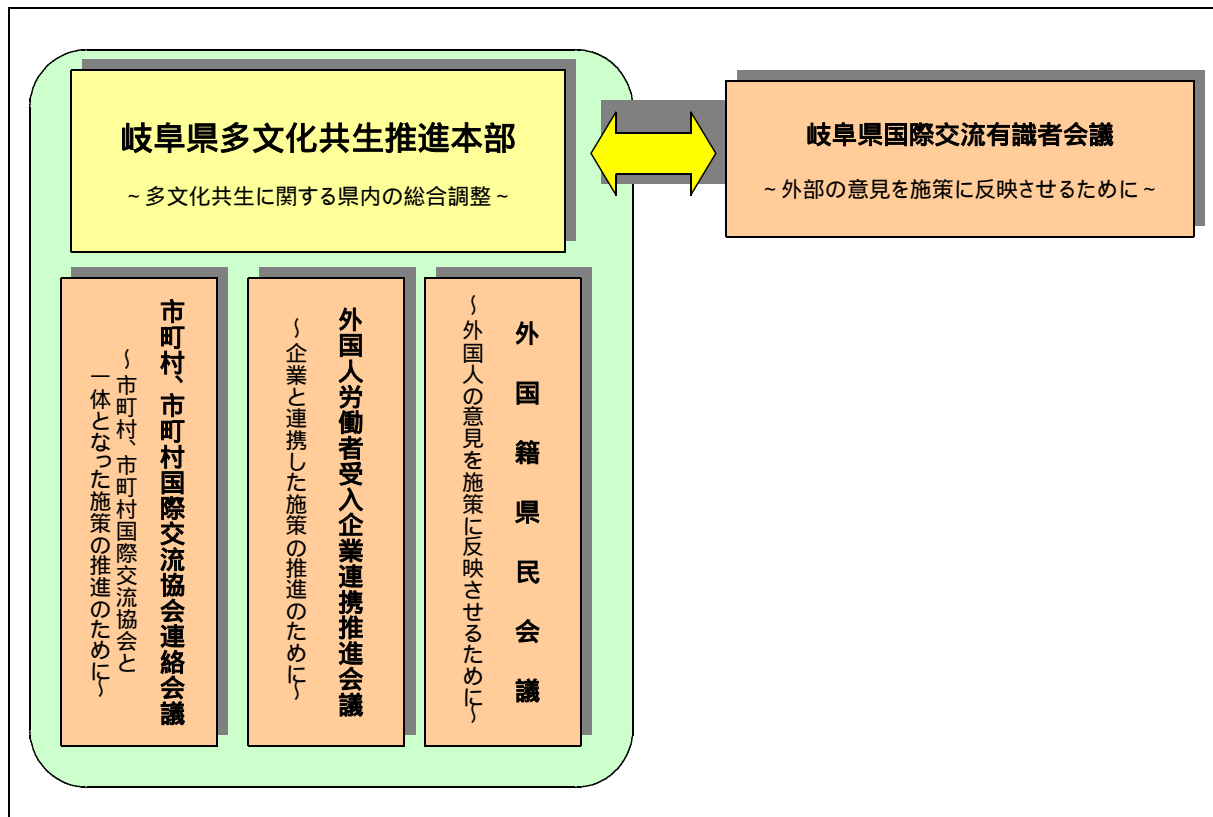 岐阜県多文化共生推進本部
~ 多文化共生に関する県内の総合調整 ~
岐阜県国際交流有識者会議
~ 外部の意見を施策に反映させるために ~
外国籍県民会議
~外国人の意見を施策に反映させるために~
外国人労働者受入企業連携推進会議
~企業と連携した施策の推進のために~
市町村、市町村国際交流協会連絡会議
~市町村、市町村国際交流協会と
一体となった施策の推進のために~